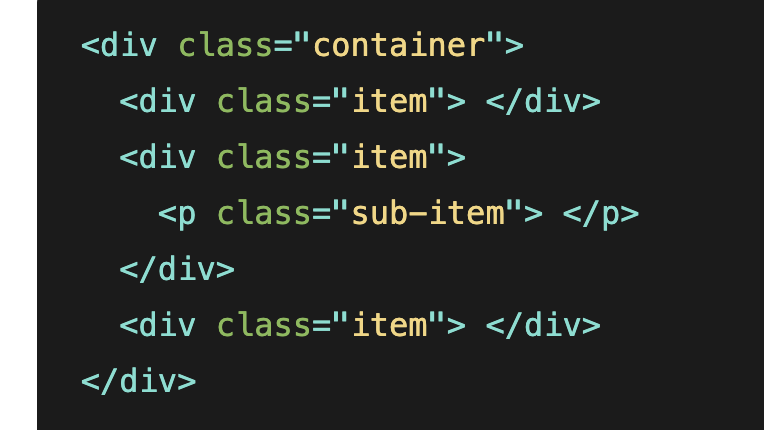 <div class="container">
  <div class="item"> </div>
  <div class="item">
    <p class="sub-item"> </p>
  </div>
  <div class="item"> </div>
</div>